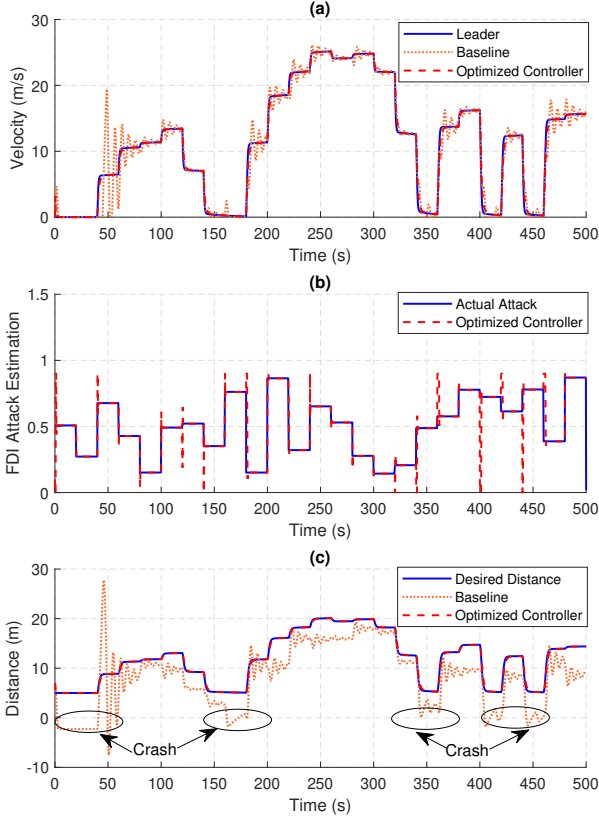 (a)
Velocity (m/s)
30
20
10
0
Leader
Baseline
Optimized Controller
0 50 100 150 200 250 300 350 400 450 500
Time (s)
(b)
FDI Attack Estimation
1.5
1
0.5
0
Actual Attack
Optimized Controller
0 50 100 150 200 250 300 350 400 450 500
Time (s)
(c)
Distance (m)
30
20
10
0
-10
Desired Distance
Baseline
Optimized Controller
Crash
Crash
0 50 100 150 200 250 300 350 400 450 500
Time (s)